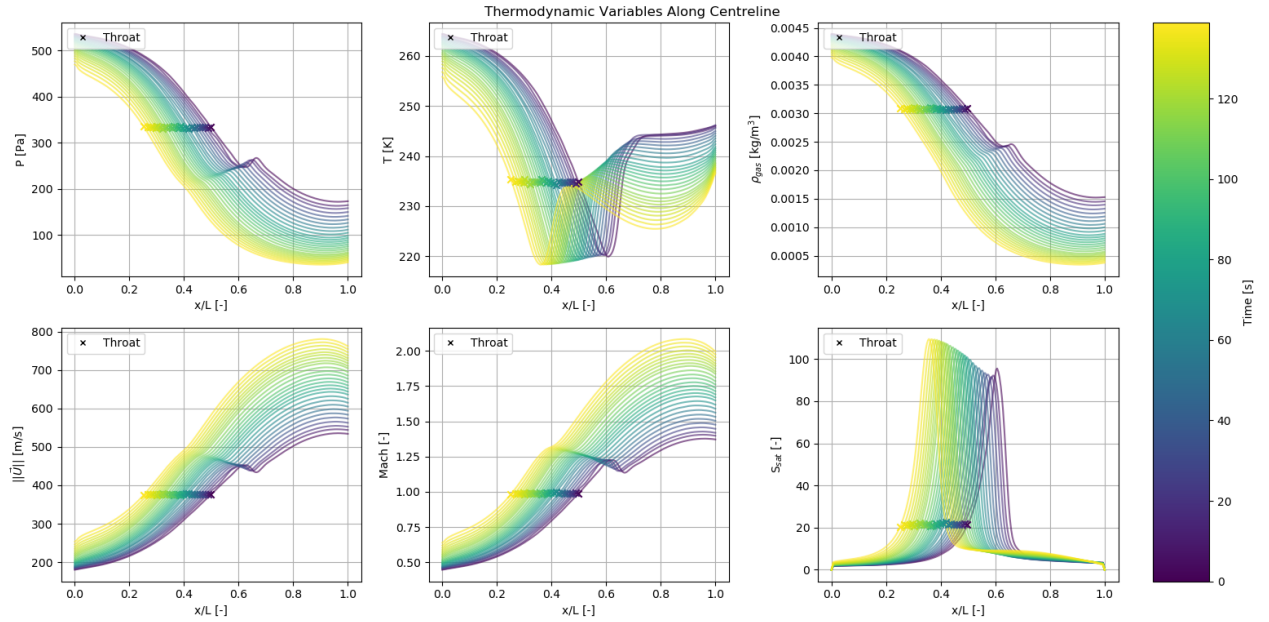 Thermodynamic Variables Along Centreline
P [Pa]
500
400
300
200
100
Throat
0.0 0.2 0.4 0.6 0.8 1.0
x/L [-]
T [K]
260
250
240
230
220
Throat
0.0 0.2 0.4 0.6 0.8 1.0
x/L [-]
ρgas [kg/m³]
0.0045
0.0040
0.0035
0.0030
0.0025
0.0020
0.0015
0.0010
0.0005
Throat
0.0 0.2 0.4 0.6 0.8 1.0
x/L [-]
||U⃗|| [m/s]
800
700
600
500
400
300
200
Throat
0.0 0.2 0.4 0.6 0.8 1.0
x/L [-]
Mach [-]
2.00
1.75
1.50
1.25
1.00
0.75
0.50
Throat
0.0 0.2 0.4 0.6 0.8 1.0
x/L [-]
Ssat [-]
100
80
60
40
20
0
Throat
0.0 0.2 0.4 0.6 0.8 1.0
x/L [-]
120
100
80
60
40
20
0
Time [s]